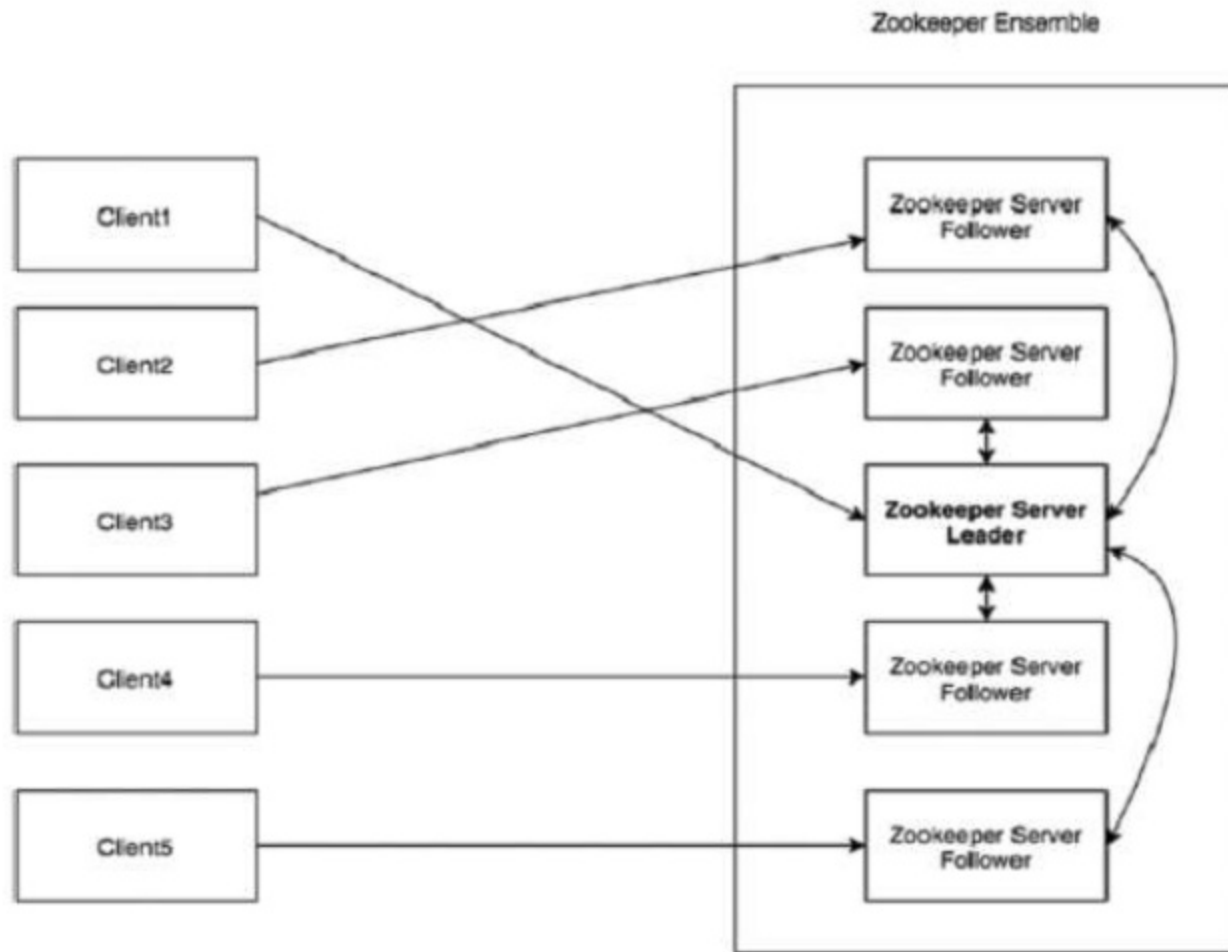 Zookeeper Ensemble
Client1
Client2
Client3
Client4
Client5
Zookeeper Server
Follower
Zookeeper Server
Follower
Zookeeper Server
Leader
Zookeeper Server
Follower
Zookeeper Server
Follower